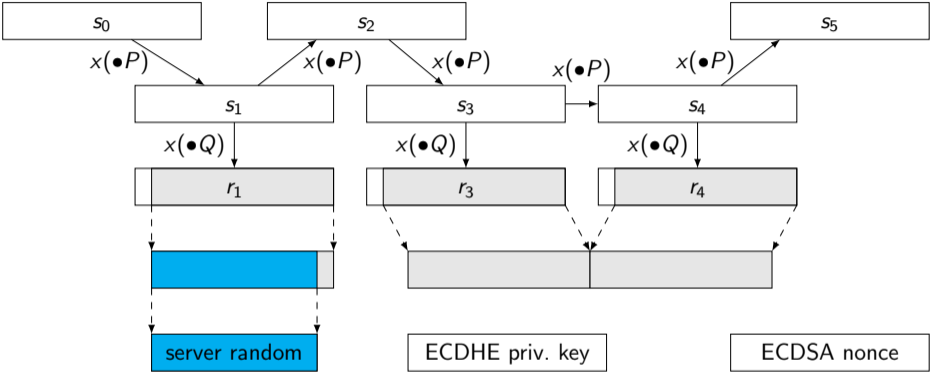 s0 s2 s5
x(•P) x(•P) x(•P) x(•P) x(•P)
s1 s3 s4
x(•Q) x(•Q) x(•Q)
r1 r3 r4
server random ECDHE priv. key ECDSA nonce